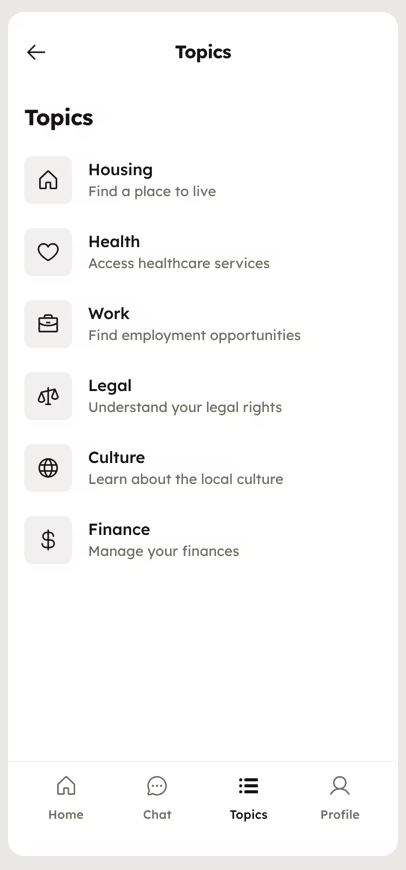 Topics
Topics
Housing
Find a place to live
Health
Access healthcare services
Work
Find employment opportunities
Legal
Understand your legal rights
Culture
Learn about the local culture
Finance
Manage your finances
Home
Chat
Topics
Profile